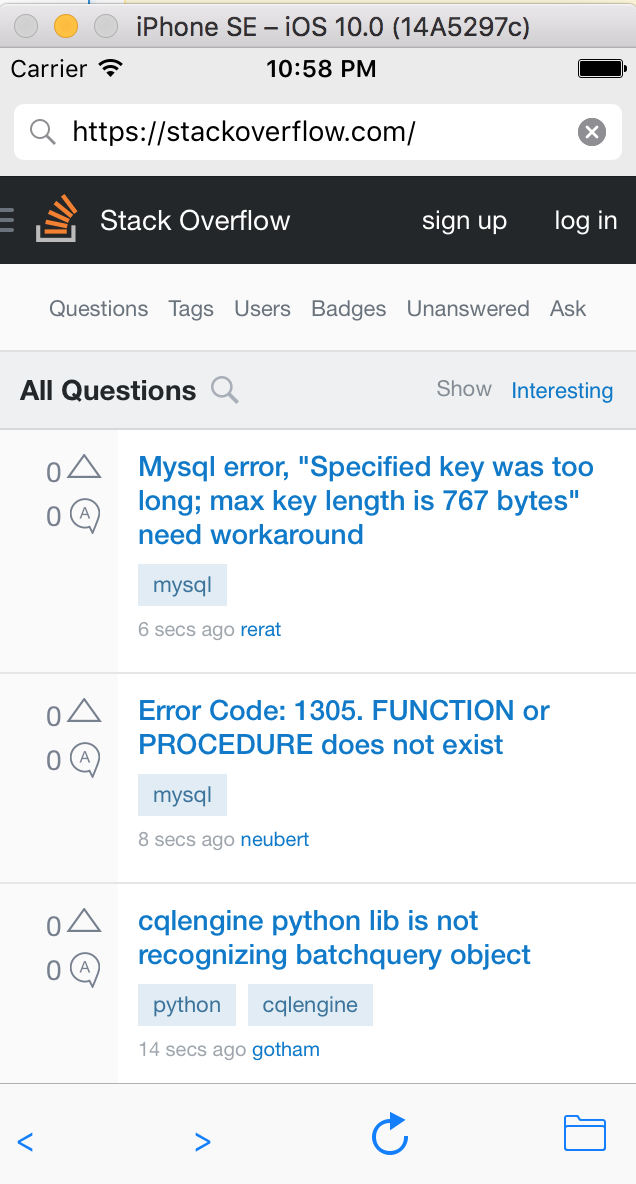 iPhone SE – iOS 10.0 (14A5297c)
Carrier 10:58 PM
https://stackoverflow.com/
Stack Overflow sign up log in
Questions Tags Users Badges Unanswered Ask
All Questions Show Interesting
0
0 A
Mysql error, "Specified key was too
long; max key length is 767 bytes"
need workaround
mysql
6 secs ago rerat
0
0 A
Error Code: 1305. FUNCTION or
PROCEDURE does not exist
mysql
8 secs ago neubert
0
0 A
cqlengine python lib is not
recognizing batchquery object
python cqlengine
14 secs ago gotham
< >